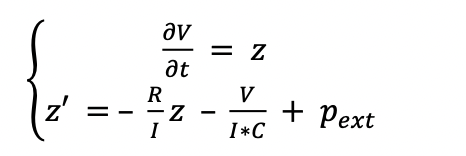 ∂V/∂t = z
z′ = − R/I z − V/(I*C) + p_ext